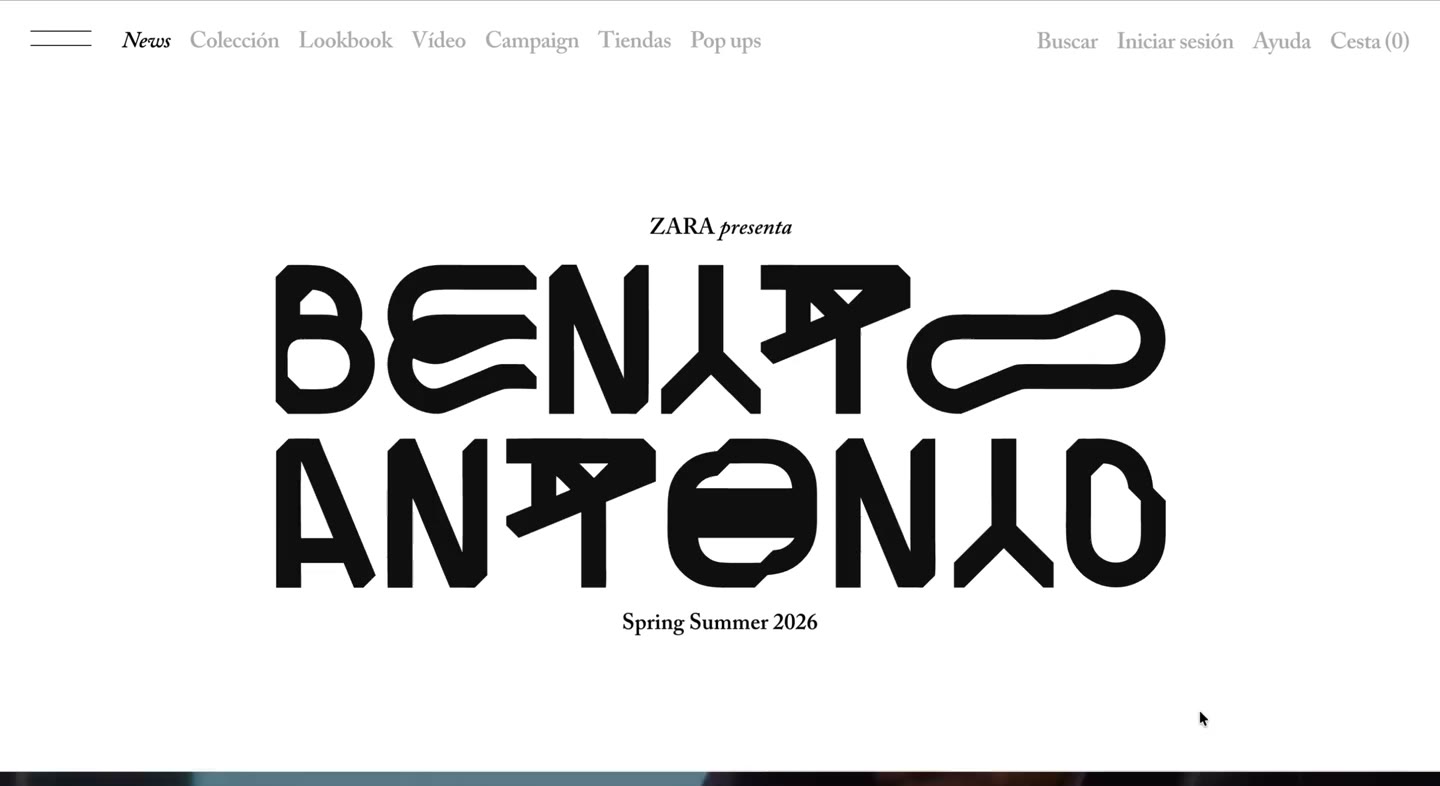 News Colección Lookbook Vídeo Campaign Tiendas Pop ups Buscar Iniciar sesión Ayuda Cesta (0)
ZARA presenta
BENITO
ANTONIO
Spring Summer 2026